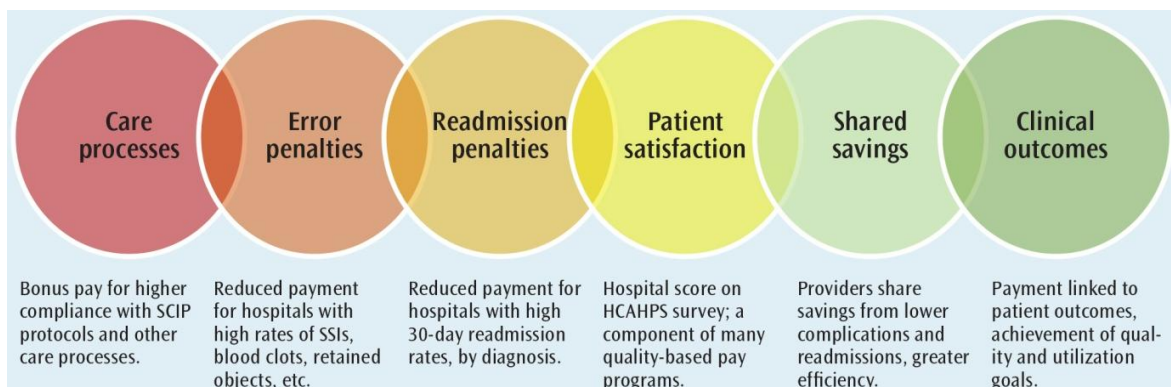 Care
processes
Error
penalties
Readmission
penalties
Patient
satisfaction
Shared
savings
Clinical
outcomes
Bonus pay for higher
compliance with SCIP
protocols and other
care processes.
Reduced payment
for hospitals with
high rates of SSIs,
blood clots, retained
objects, etc.
Reduced payment for
hospitals with high
30-day readmission
rates, by diagnosis.
Hospital score on
HCAHPS survey; a
component of many
quality-based pay
programs.
Providers share
savings from lower
complications and
readmissions, greater
efficiency.
Payment linked to
patient outcomes,
achievement of qual-
ity and utilization
goals.